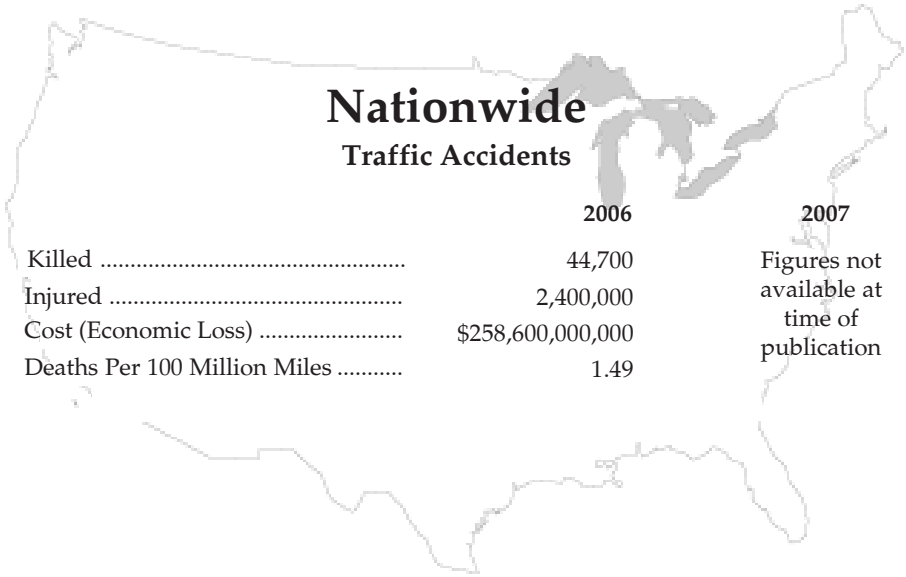 Nationwide
Traffic Accidents
2006 2007
Killed .................................................. 44,700 Figures not
Injured ................................................ 2,400,000 available at
Cost (Economic Loss) ....................... $258,600,000,000 time of
Deaths Per 100 Million Miles ........... 1.49 publication